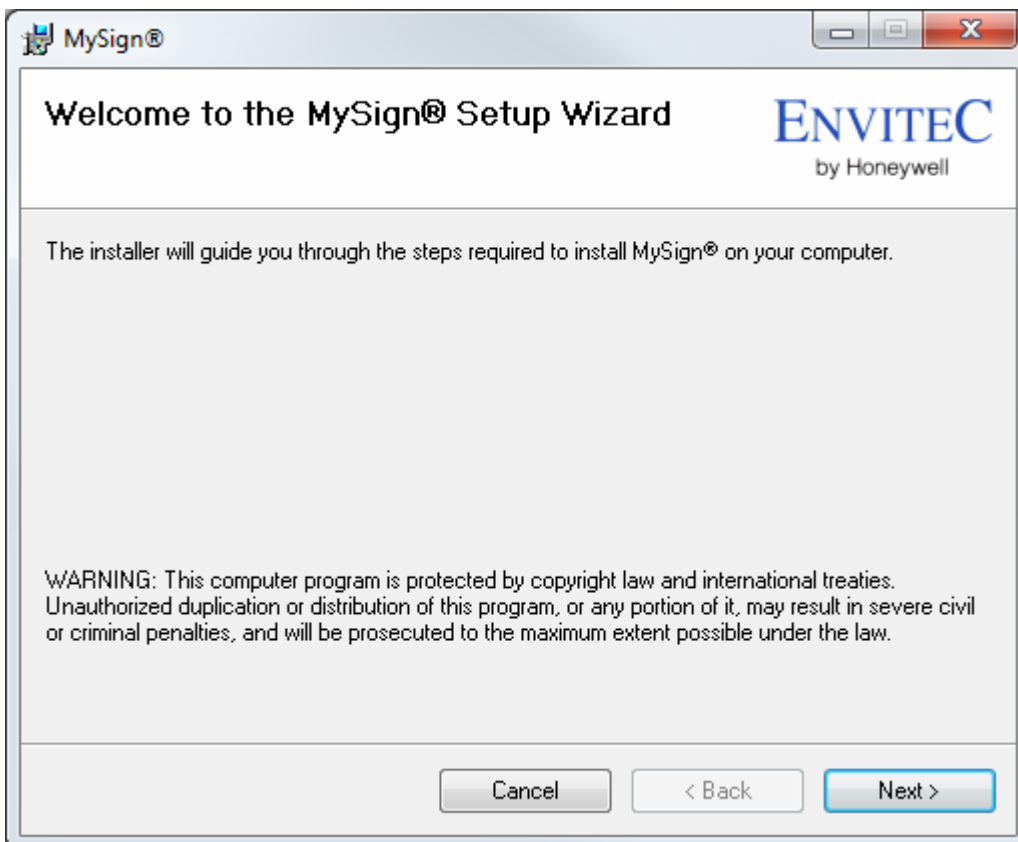 MySign®
Welcome to the MySign® Setup Wizard
ENVITEC
by Honeywell
The installer will guide you through the steps required to install MySign® on your computer.
WARNING: This computer program is protected by copyright law and international treaties.
Unauthorized duplication or distribution of this program, or any portion of it, may result in severe civil
or criminal penalties, and will be prosecuted to the maximum extent possible under the law.
Cancel
< Back
Next >